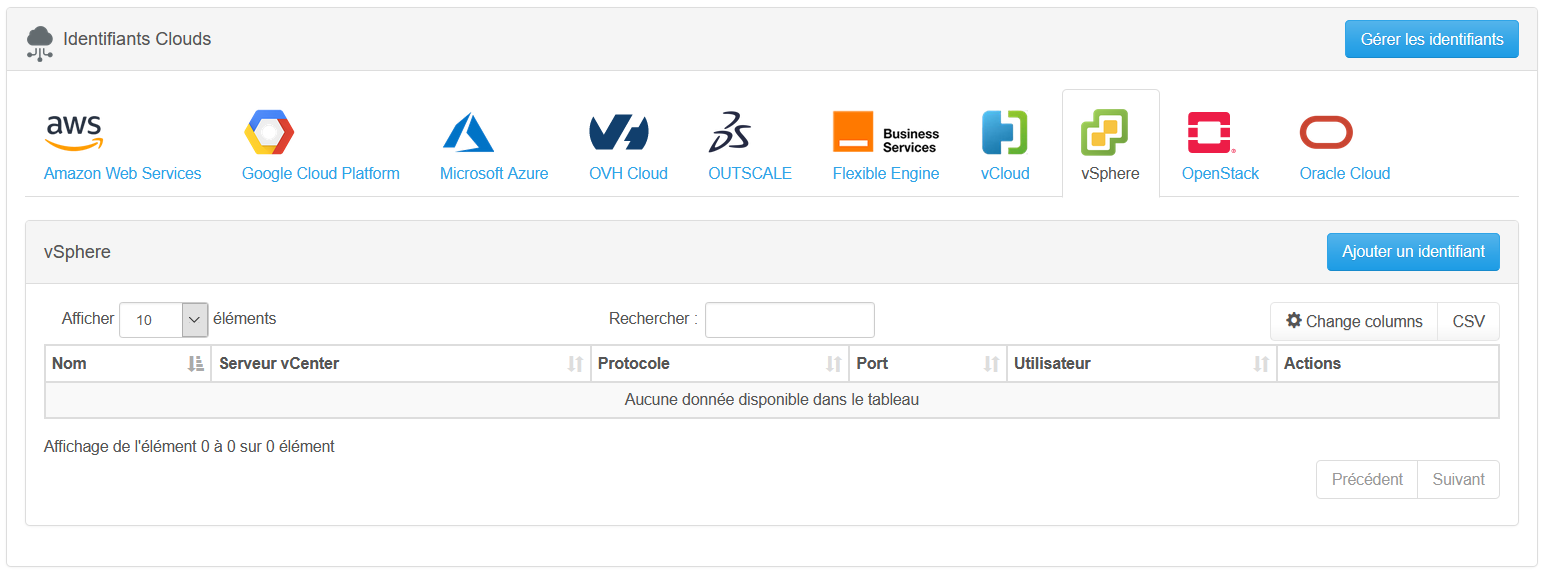 Identifiants Clouds
Gérer les identifiants
aws
Business
Services
Amazon Web Services
Google Cloud Platform
Microsoft Azure
OVH Cloud
OUTSCALE
Flexible Engine
vCloud
vSphere
OpenStack
Oracle Cloud
vSphere
Ajouter un identifiant
Afficher 10 éléments
Rechercher :
Change columns
CSV
Nom Serveur vCenter Protocole Port Utilisateur Actions
Aucune donnée disponible dans le tableau
Affichage de l'élément 0 à 0 sur 0 élément
Précédent
Suivant